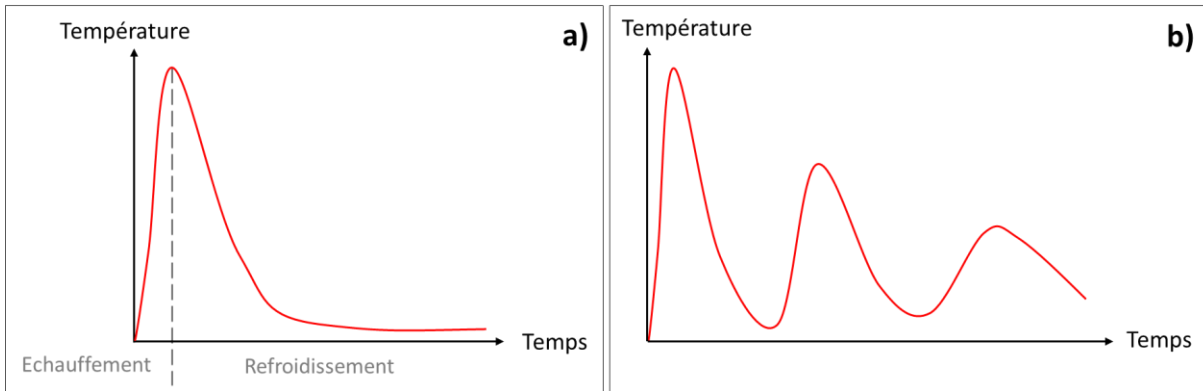 Température
a)
Temps
Echauffement
Refroidissement
Température
b)
Temps